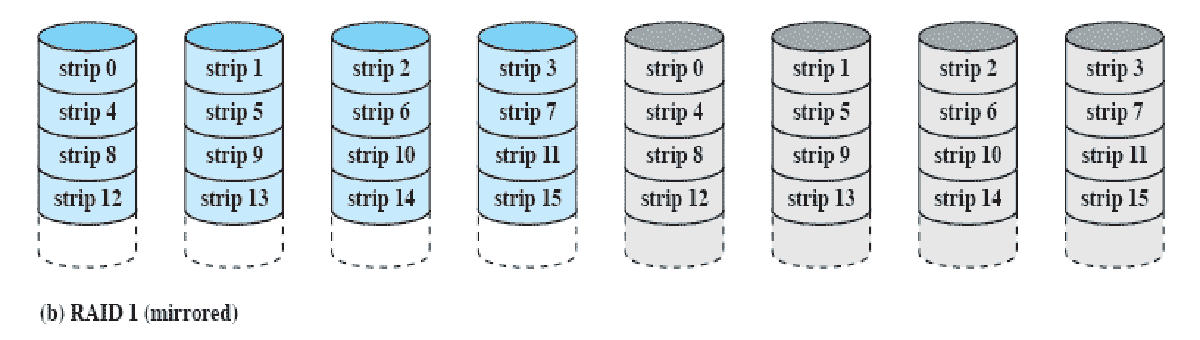 strip 0 strip 1 strip 2 strip 3 strip 0 strip 1 strip 2 strip 3
strip 4 strip 5 strip 6 strip 7 strip 4 strip 5 strip 6 strip 7
strip 8 strip 9 strip 10 strip 11 strip 8 strip 9 strip 10 strip 11
strip 12 strip 13 strip 14 strip 15 strip 12 strip 13 strip 14 strip 15
(b) RAID 1 (mirrored)